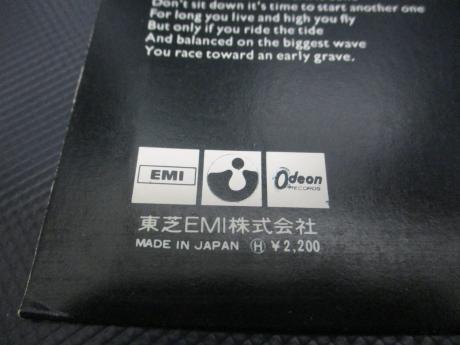 Don't sit down it's time to start another one
For long you live and high you fly
But only if you ride the tide
And balanced on the biggest wave
You race toward an early grave.
EMI
Odeon
RECORDS
東芝EMI株式会社
MADE IN JAPAN Ⓗ ¥2,200